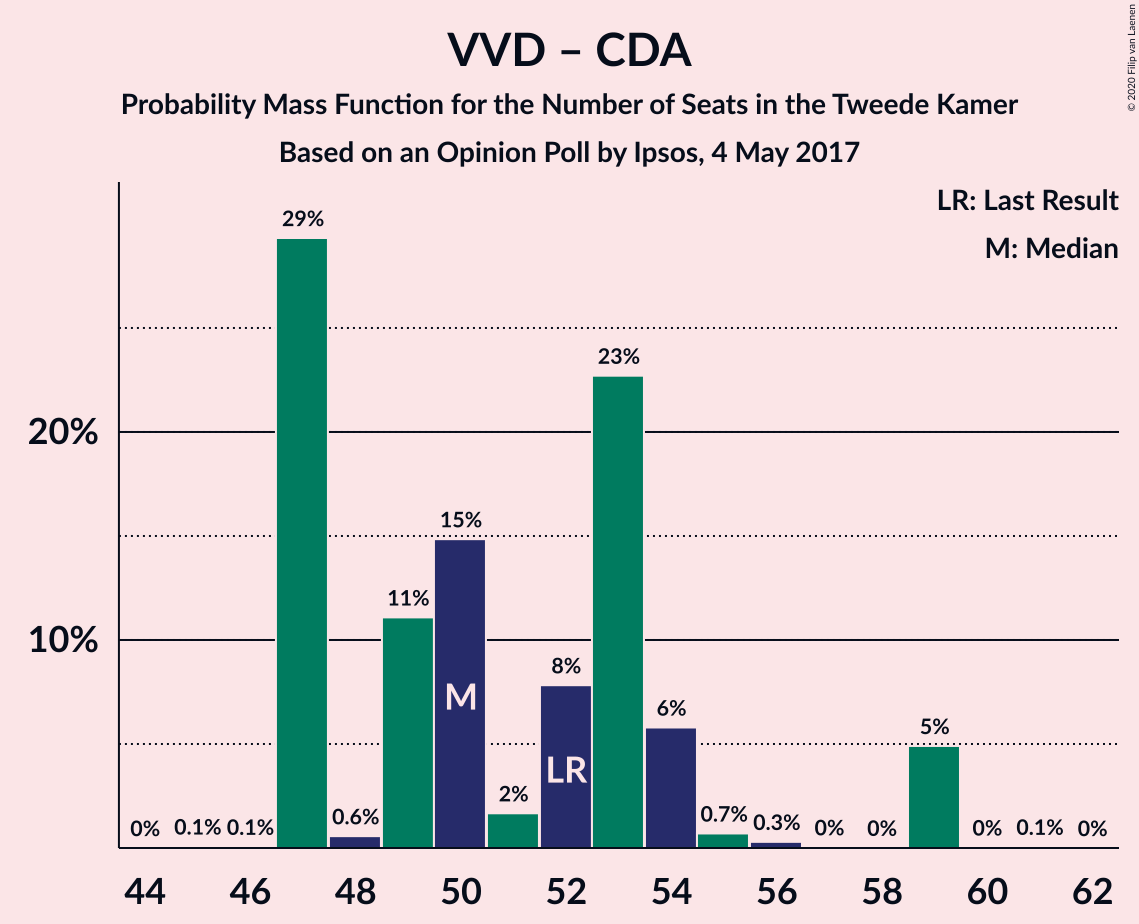 VVD – CDA
Probability Mass Function for the Number of Seats in the Tweede Kamer
Based on an Opinion Poll by Ipsos, 4 May 2017
© 2020 Filip van Laenen
LR: Last Result
M: Median
20%
10%
0% 0.1% 0.1% 29% 0.6% 11% 15% 2% 8% 23% 6% 0.7% 0.3% 0% 0% 5% 0% 0.1% 0%
M
LR
44 46 48 50 52 54 56 58 60 62